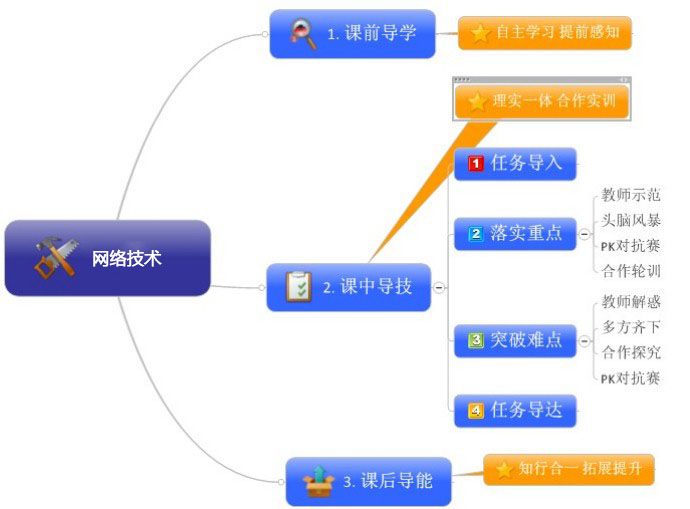 1. 课前导学
自主学习 提前感知
理实一体 合作实训
1 任务导入
教师示范
头脑风暴
2 落实重点
PK对抗赛
合作轮训
网络技术
2. 课中导技
教师解惑
多方齐下
3 突破难点
合作探究
PK对抗赛
4 任务导达
3. 课后导能
知行合一 拓展提升